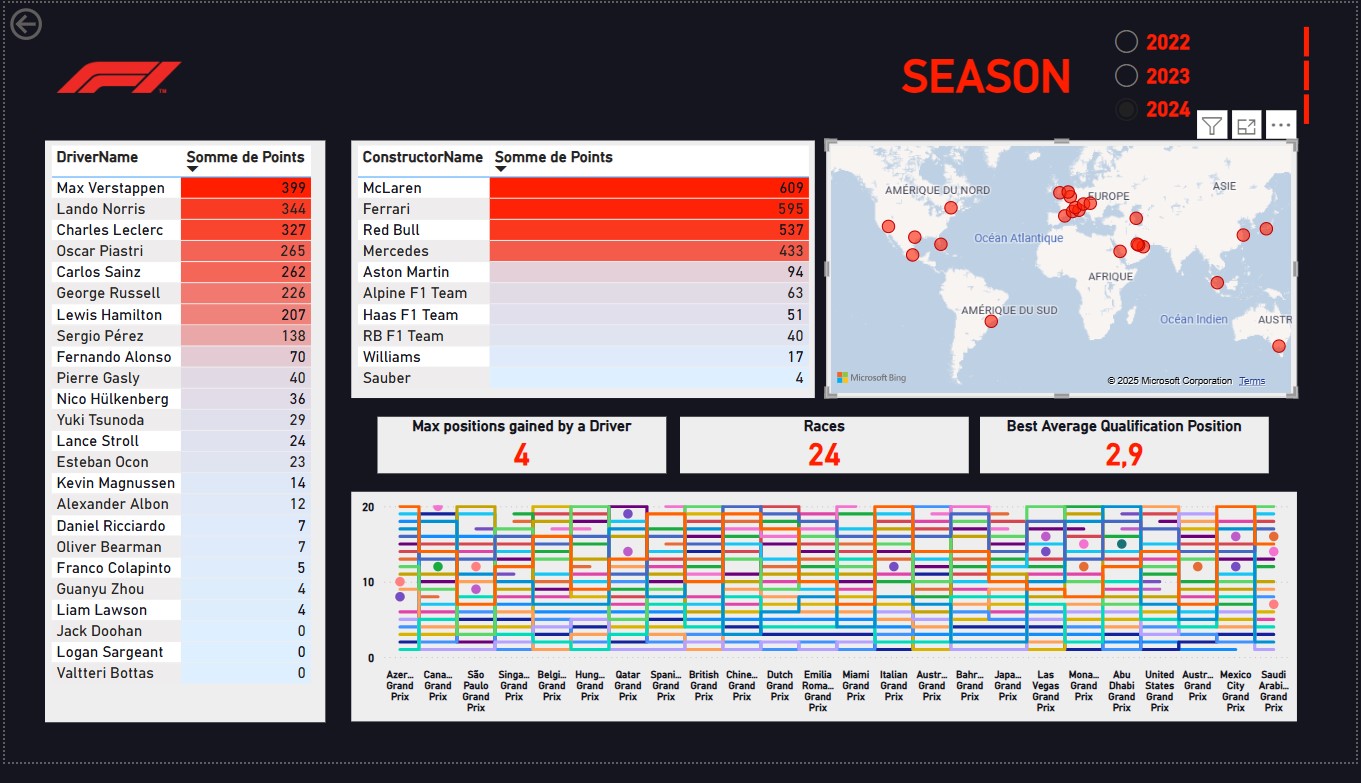 2022
2023
2024
SEASON
F1
TM
DriverName Somme de Points
Max Verstappen 399
Lando Norris 344
Charles Leclerc 327
Oscar Piastri 265
Carlos Sainz 262
George Russell 226
Lewis Hamilton 207
Sergio Pérez 138
Fernando Alonso 70
Pierre Gasly 40
Nico Hülkenberg 36
Yuki Tsunoda 29
Lance Stroll 24
Esteban Ocon 23
Kevin Magnussen 14
Alexander Albon 12
Daniel Ricciardo 7
Oliver Bearman 7
Franco Colapinto 5
Guanyu Zhou 4
Liam Lawson 4
Jack Doohan 0
Logan Sargeant 0
Valtteri Bottas 0
ConstructorName Somme de Points
McLaren 609
Ferrari 595
Red Bull 537
Mercedes 433
Aston Martin 94
Alpine F1 Team 63
Haas F1 Team 51
RB F1 Team 40
Williams 17
Sauber 4
AMÉRIQUE DU NORD
EUROPE
ASIE
Océan Atlantique
AFRIQUE
AMÉRIQUE DU SUD
Océan Indien
AUSTR
Microsoft Bing
© 2025 Microsoft Corporation Terms
Max positions gained by a Driver
4
Races
24
Best Average Qualification Position
2,9
20
10
0
Azer...
Grand
Prix
Cana...
Grand
Prix
São
Paulo
Grand
Prix
Singa...
Grand
Prix
Belgi...
Grand
Prix
Hung...
Grand
Prix
Qatar
Grand
Prix
Spani...
Grand
Prix
British
Grand
Prix
Chine...
Grand
Prix
Dutch
Grand
Prix
Emilia
Roma...
Grand
Prix
Miami
Grand
Prix
Italian
Grand
Prix
Austr...
Grand
Prix
Bahr...
Grand
Prix
Japa...
Grand
Prix
Las
Vegas
Grand
Prix
Mona...
Grand
Prix
Abu
Dhabi
Grand
Prix
United
States
Grand
Prix
Austr...
Grand
Prix
Mexico
City
Grand
Prix
Saudi
Arabi...
Grand
Prix